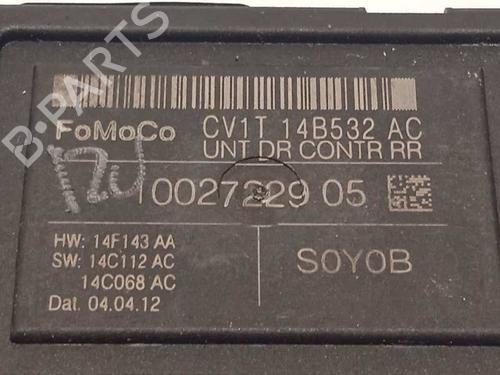 B-PARTS
FoMoCo CV1T 14B532 AC
UNT DR CONTR RR
10027229 05
HW: 14F143 AA
SW: 14C112 AC
14C068 AC
Dat. 04.04.12
S0Y0B